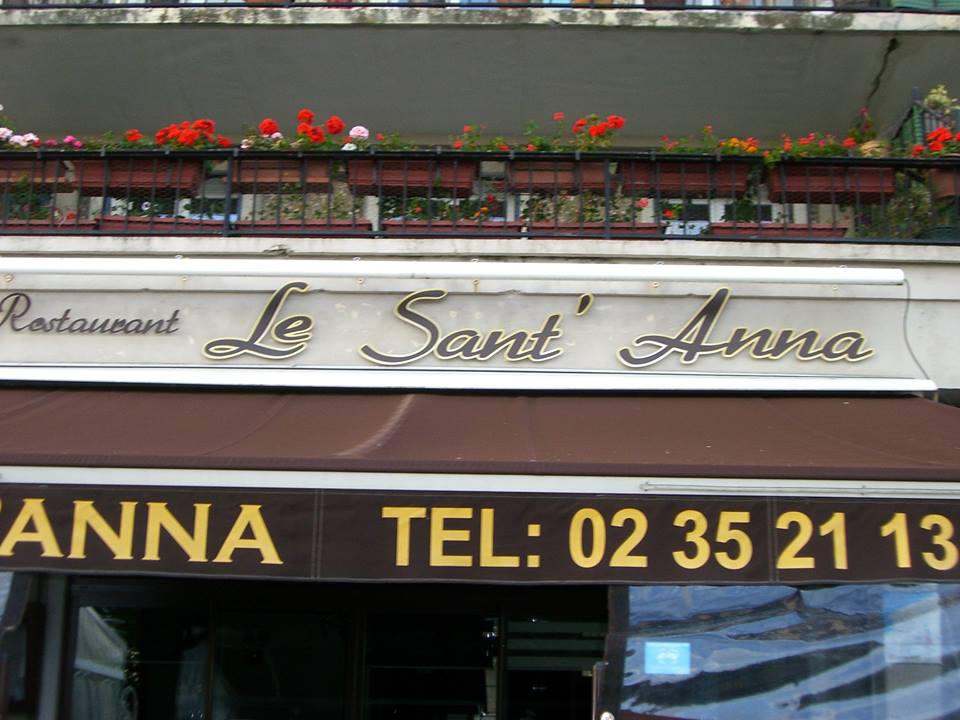 Restaurant Le Sant' Anna
'ANNA TEL: 02 35 21 13